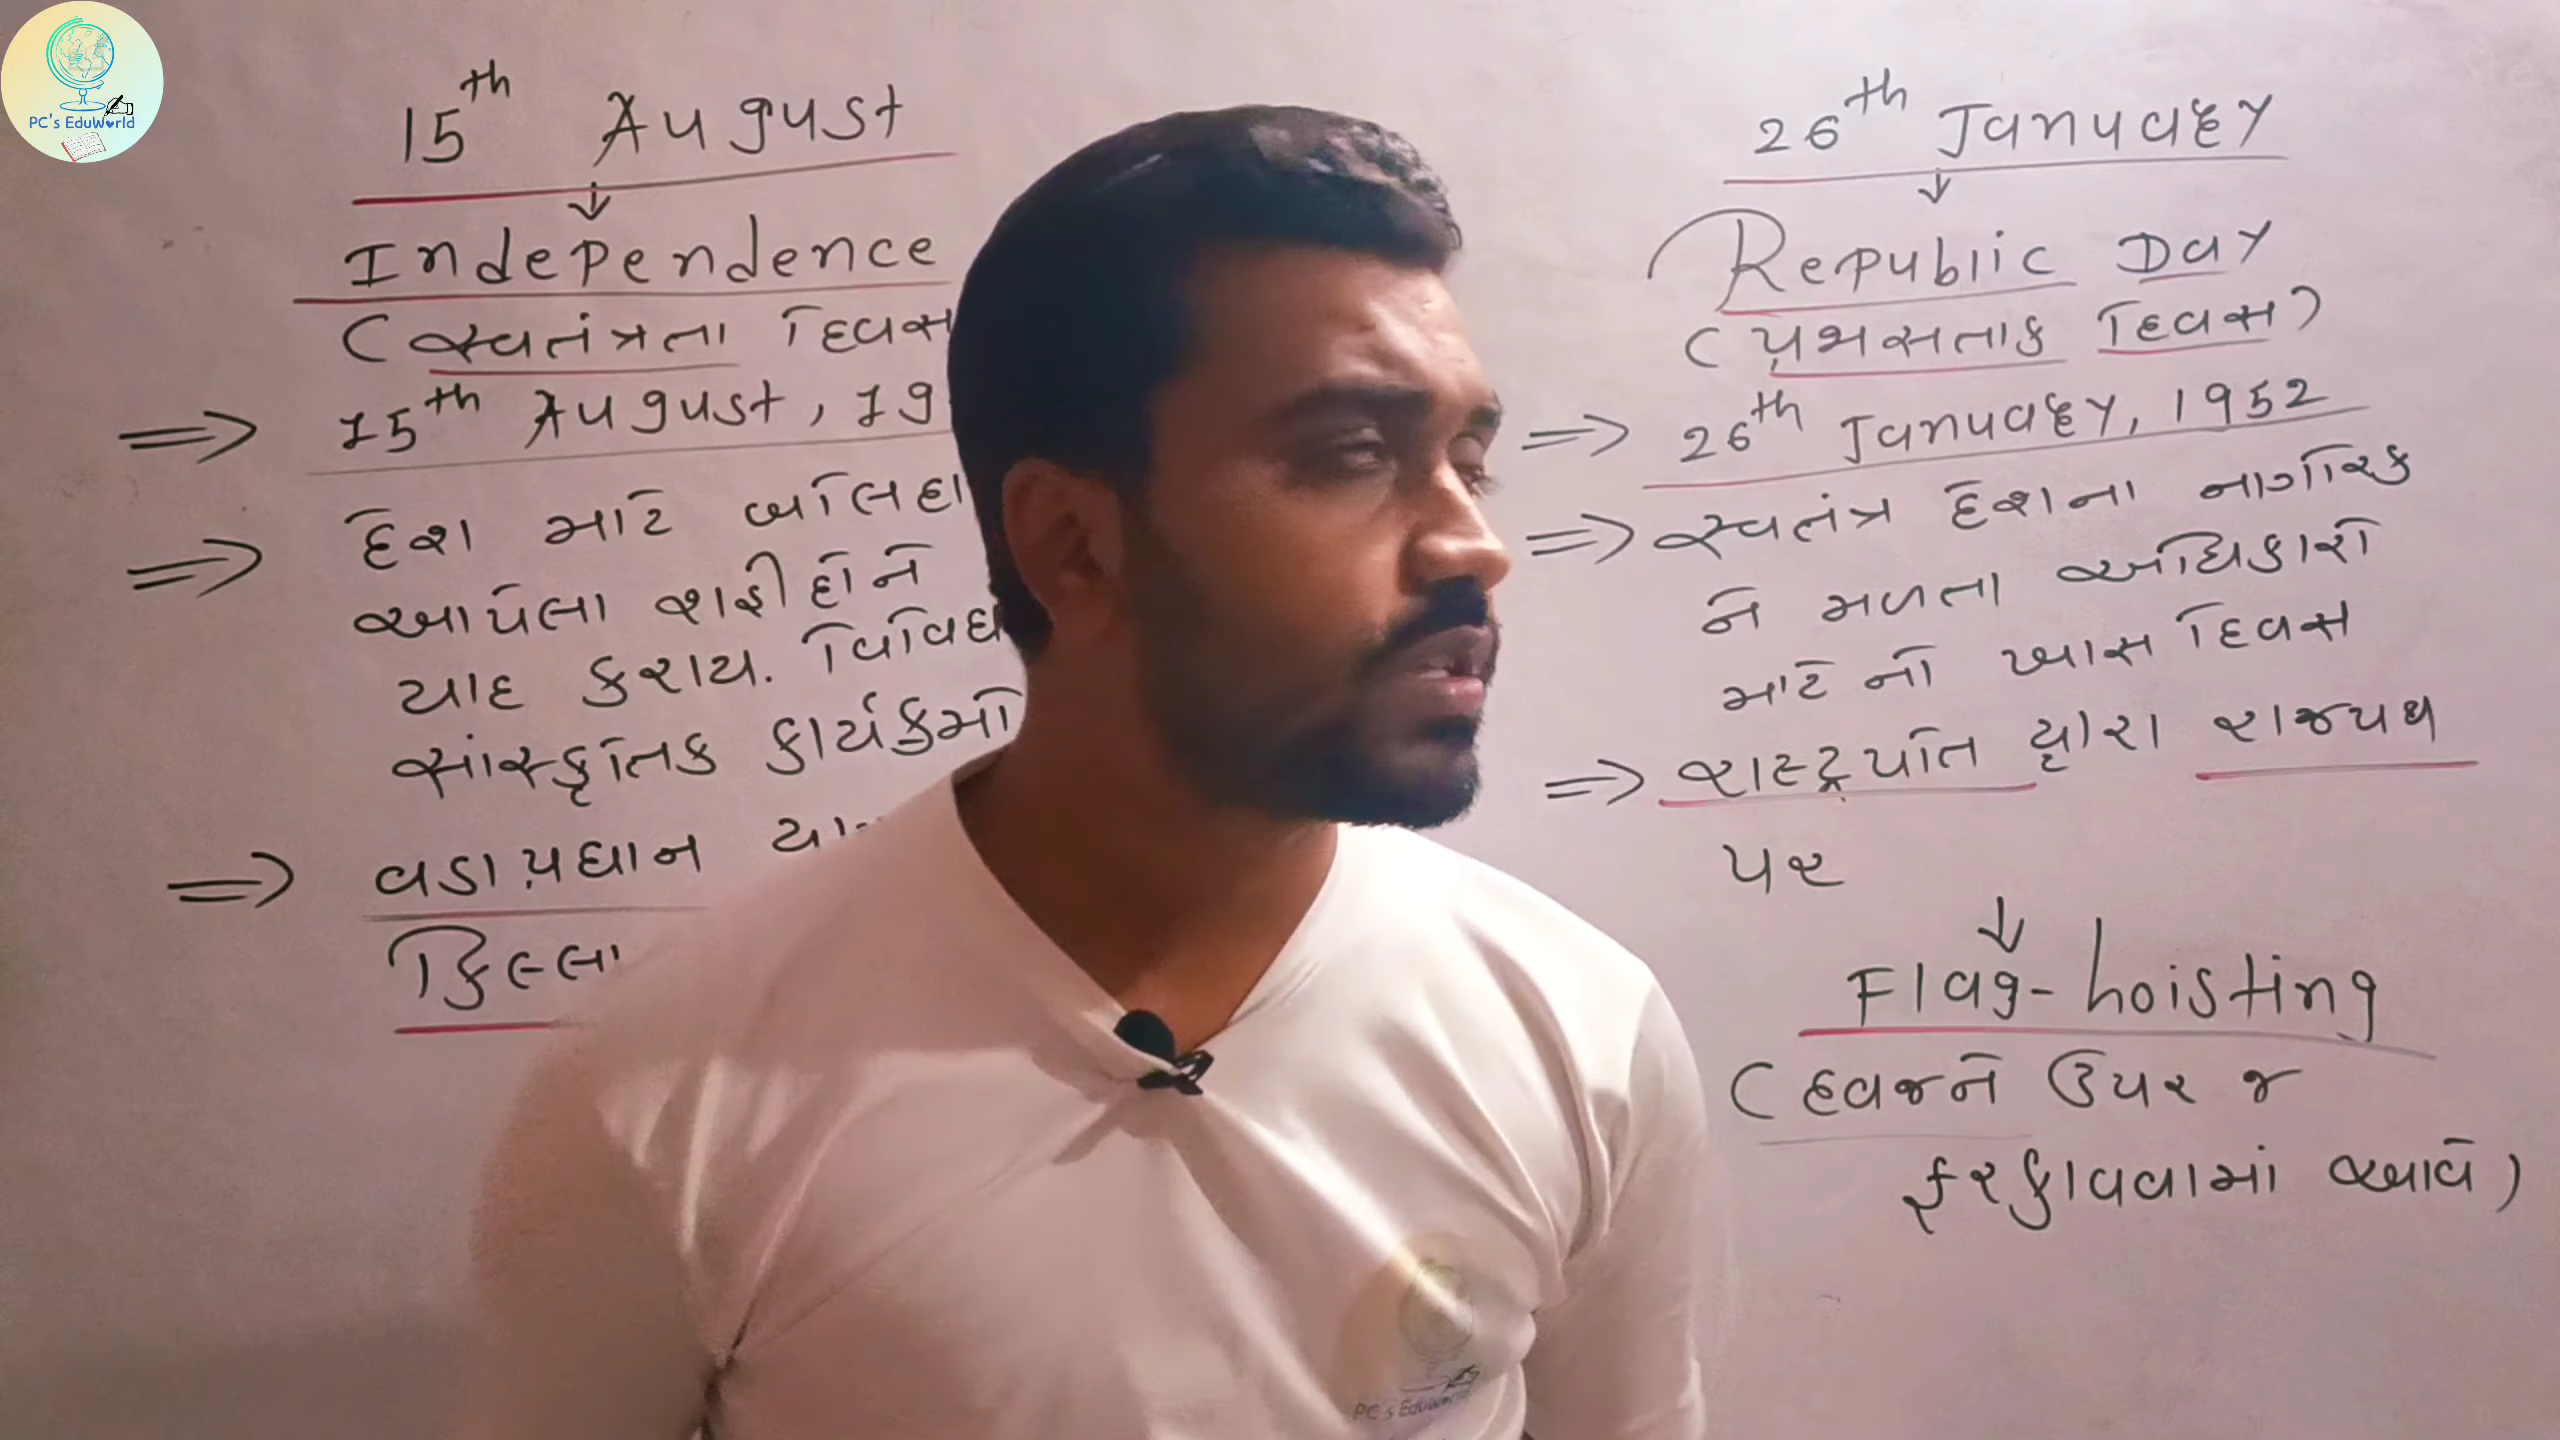 PC's EduWorld
15th August
↓
Independence
(સ્વતંત્રતા દિવસ
⇒ 15th August, 19
⇒ દેશ માટે બલિદા
આપેલા શહીદોને
યાદ કરાય. વિવિધ
સાંસ્કૃતિક કાર્યક્રમો
⇒ વડાપ્રધાન
કિલ્લા
26th January
↓
Republic Day
(પ્રજાસતાક દિવસ)
⇒ 26th January, 1952
⇒ સ્વતંત્ર દેશના નાગરિક
ને મળતા અધિકારો
માટે નો ખાસ દિવસ
⇒ રાષ્ટ્રપતિ દ્વારા રાજપથ
પર
↓
Flag-hoisting
(ધ્વજને ઉપર જ
ફરકાવવામાં આવે)
PC's EduWorld